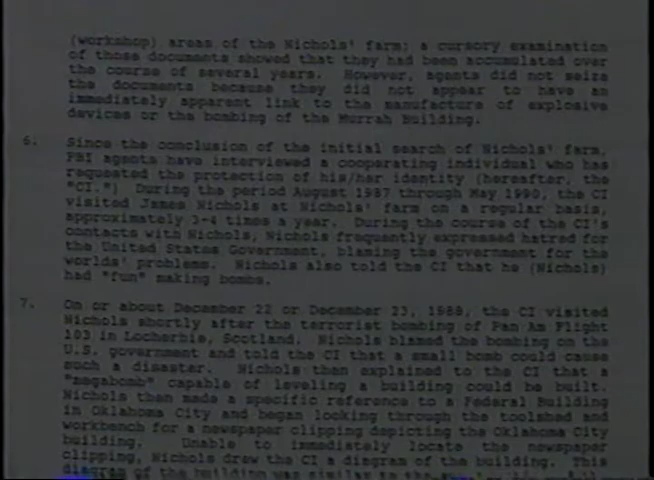 (workshop) areas of the Nichols' farm; a cursory examination
of those documents showed that they had been accumulated over
the course of several years. However, agents did not seize
the documents because they did not appear to have an
immediately apparent link to the manufacture of explosive
devices or the bombing of the Murrah Building.
6. Since the conclusion of the initial search of Nichols' farm,
FBI agents have interviewed a cooperating individual who has
requested the protection of his/her identity (hereafter, the
"CI.") During the period August 1987 through May 1990, the CI
visited James Nichols at Nichols' farm on a regular basis,
approximately 3-4 times a year. During the course of the CI's
contacts with Nichols, Nichols frequently expressed hatred for
the United States Government, blaming the government for the
worlds' problems. Nichols also told the CI that he (Nichols)
had "fun" making bombs.
7. On or about December 22 or December 23, 1988, the CI visited
Nichols shortly after the terrorist bombing of Pan Am Flight
103 in Locherbie, Scotland. Nichols blamed the bombing on the
U.S. government and told the CI that a small bomb could cause
such a disaster. Nichols then explained to the CI that a
"megabomb" capable of leveling a building could be built.
Nichols then made a specific reference to a Federal Building
in Oklahoma City and began looking through the toolshed and
workbench for a newspaper clipping depicting the Oklahoma City
building. Unable to immediately locate the newspaper
clipping, Nichols drew the CI a diagram of the building. This
diagram of the building was similar to the